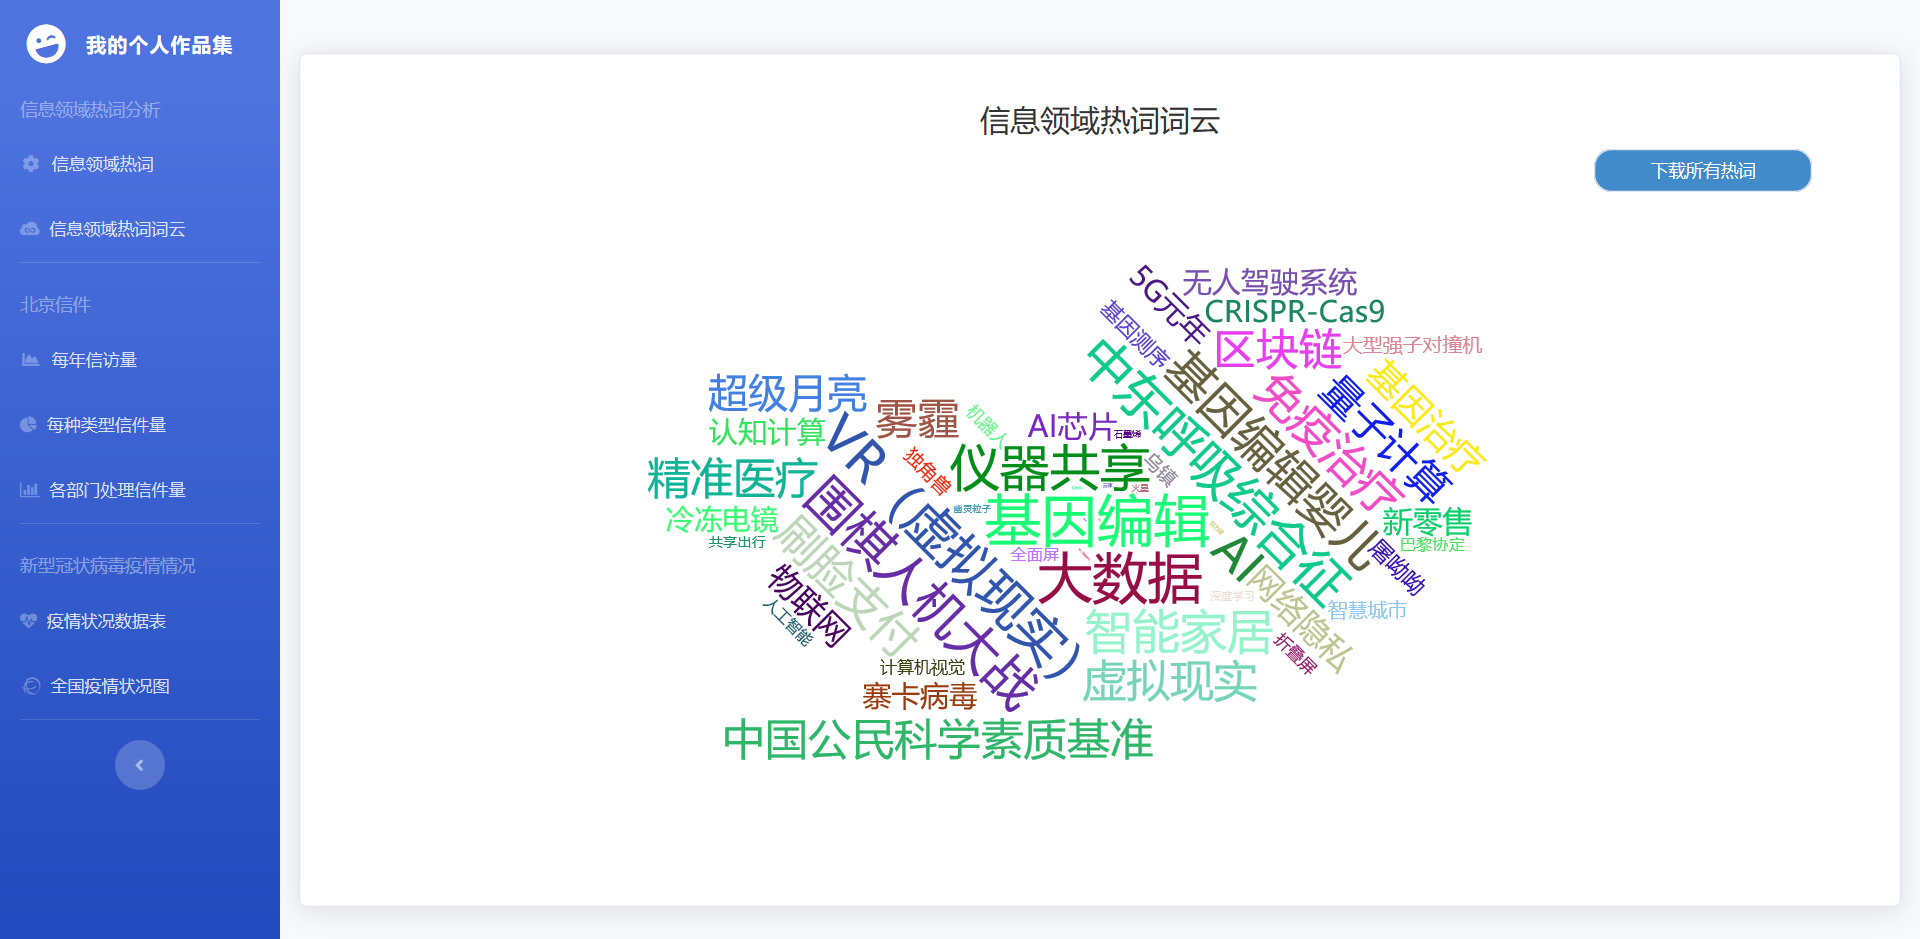 我的个人作品集
信息领域热词分析
信息领域热词
信息领域热词词云
北京信件
每年信访量
每种类型信件量
各部门处理信件量
新型冠状病毒疫情情况
疫情状况数据表
全国疫情状况图
信息领域热词词云
下载所有热词
5G元年
无人驾驶系统
CRISPR-Cas9
基因测序
区块链
大型强子对撞机
中东呼吸综合征
基因编辑婴儿
免疫治疗
量子计算
基因治疗
超级月亮
雾霾
机器人
AI芯片
石墨烯
认知计算
VR（虚拟现实）
独角兽
仪器共享
乌镇
精准医疗
围棋人机大战
火星
幽灵粒子
基因编辑
冷冻电镜
刷脸支付
共享出行
新零售
巴黎协定
屠呦呦
全面屏
大数据
AI
网络隐私
深度学习
物联网
人工智能
智慧城市
智能家居
折叠屏
计算机视觉
塞卡病毒
虚拟现实
中国公民科学素质基准